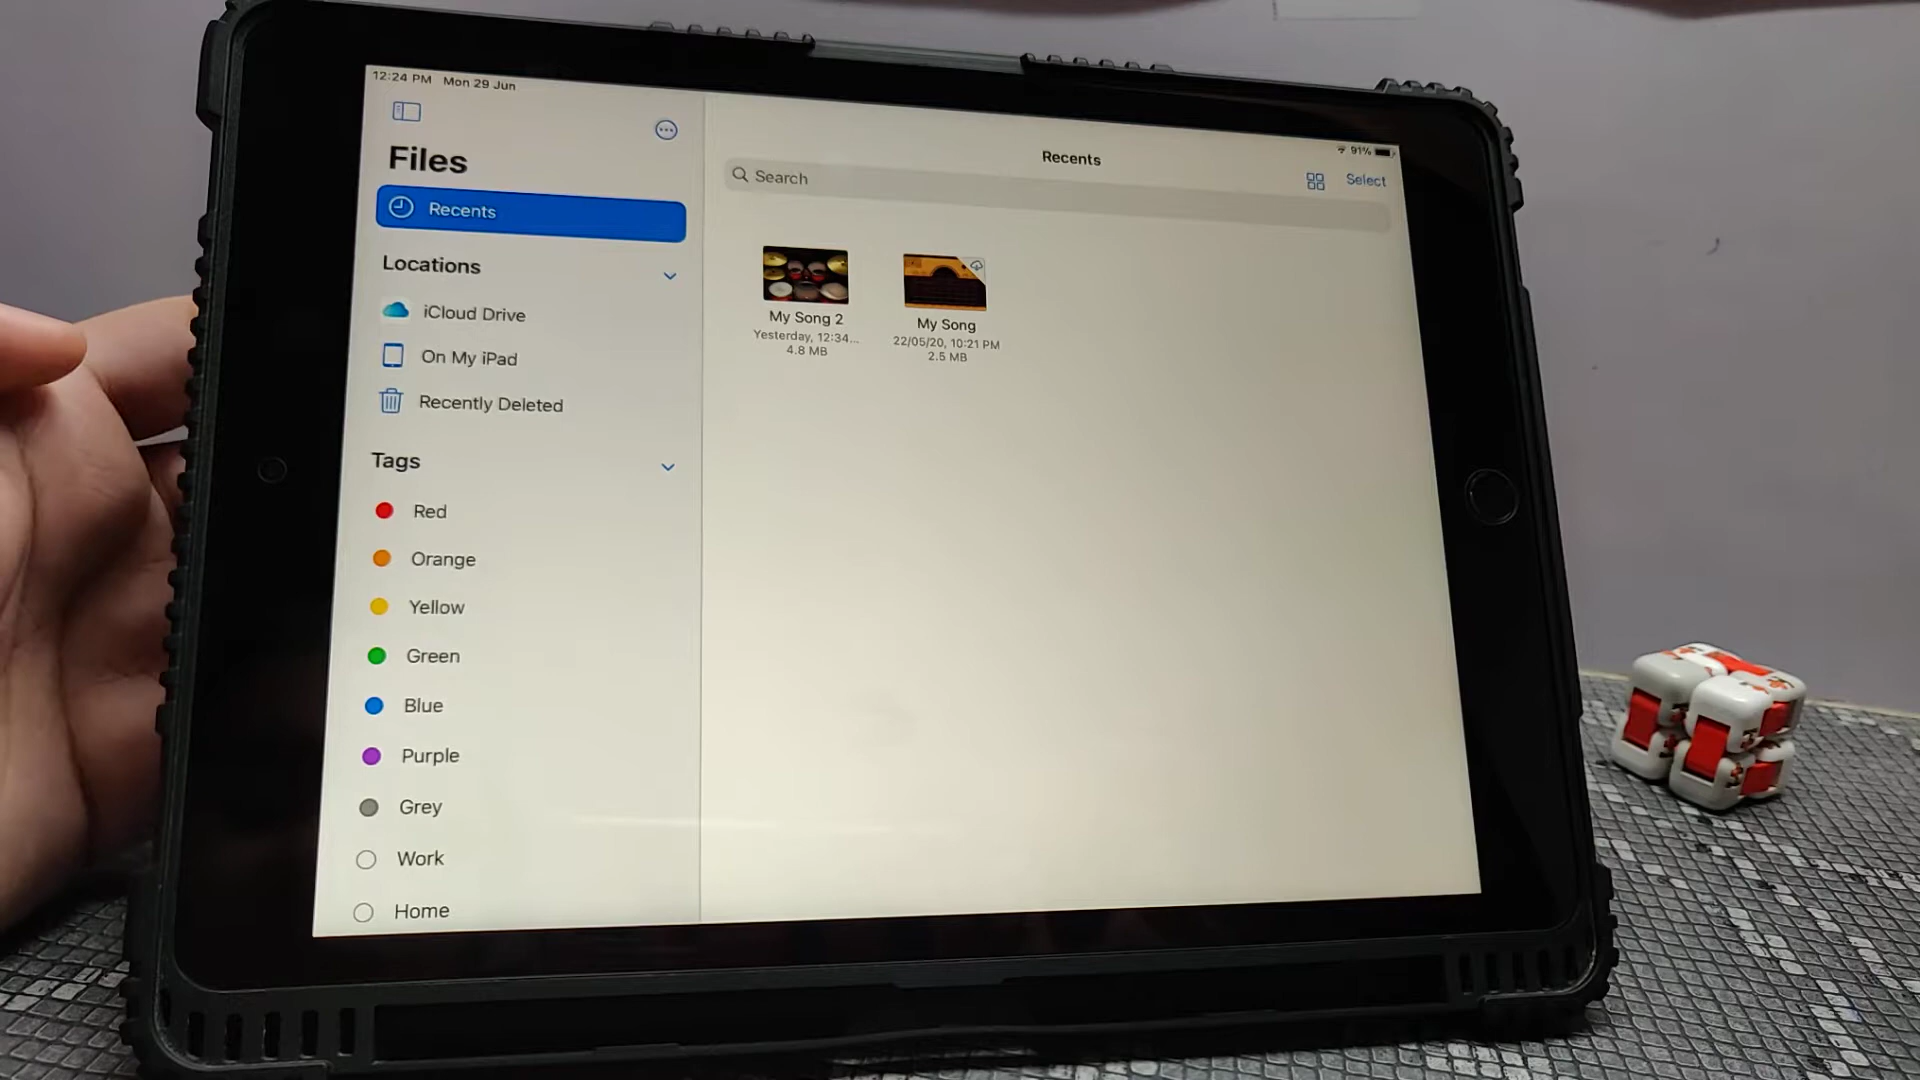 12:24 PM Mon 29 Jun
91%
Files
Recents
Locations
iCloud Drive
On My iPad
Recently Deleted
Tags
Red
Orange
Yellow
Green
Blue
Purple
Grey
Work
Home
Recents
Select
Search
My Song 2
Yesterday, 12:34...
4.8 MB
My Song
22/05/20, 10:21 PM
2.5 MB